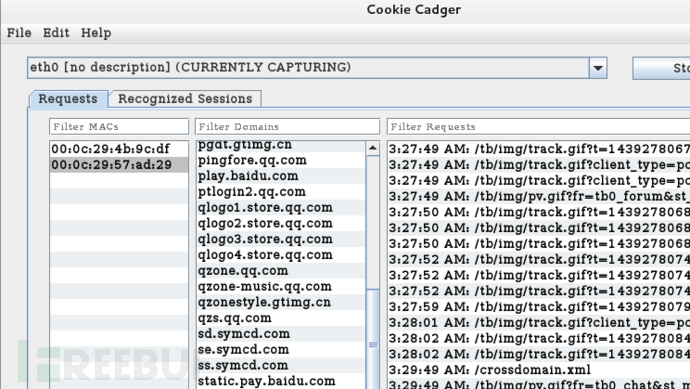 Cookie Cadger
File Edit Help
eth0 [no description] (CURRENTLY CAPTURING)
Requests
Recognized Sessions
Filter MACs
Filter Domains
Filter Requests
00:0c:29:4b:9c:df
00:0c:29:57:ad:29
pgdt.gtimg.cn
pingfore.qq.com
play.baidu.com
ptlogin2.qq.com
qlogo1.store.qq.com
qlogo2.store.qq.com
qlogo3.store.qq.com
qlogo4.store.qq.com
qzone.qq.com
qzone-music.qq.com
qzonestyle.gtimg.cn
qzs.qq.com
sd.symcd.com
se.symcd.com
ss.symcd.com
static.pay.baidu.com
3:27:49 AM: /tb/img/track.gif?t=1439278067
3:27:49 AM: /tb/img/track.gif?client_type=pc
3:27:49 AM: /tb/img/track.gif?client_type=pc
3:27:49 AM: /tb/img/pv.gif?fr=tb0_forum&st_
3:27:50 AM: /tb/img/track.gif?t=1439278068
3:27:50 AM: /tb/img/track.gif?t=1439278068
3:27:50 AM: /tb/img/track.gif?t=1439278068
3:27:52 AM: /tb/img/track.gif?t=1439278074
3:27:52 AM: /tb/img/track.gif?t=1439278074
3:27:52 AM: /tb/img/track.gif?t=1439278074
3:27:59 AM: /tb/img/track.gif?t=1439278079
3:28:01 AM: /tb/img/track.gif?client_type=pc
3:28:02 AM: /tb/img/track.gif?t=1439278084
3:28:02 AM: /tb/img/track.gif?t=1439278084
3:29:49 AM: /crossdomain.xml
3:29:49 AM: /tb/img/pv.gif?fr=tb0_chat&st_m